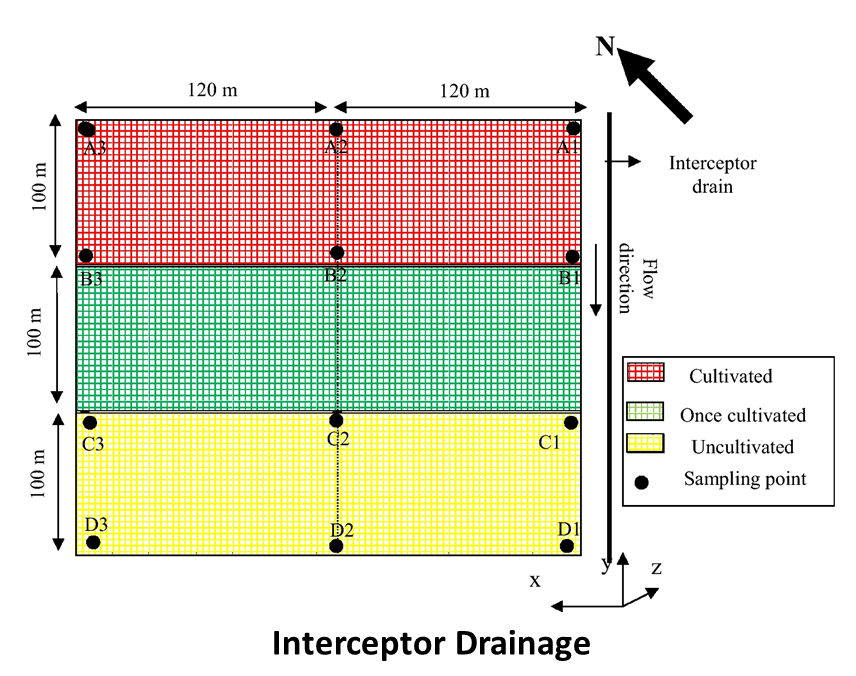 N
120 m
120 m
A3
A2
A1
100 m
Interceptor
drain
B3
B2
B1
Flow
direction
100 m
Cultivated
Once cultivated
Uncultivated
Sampling point
C3
C2
C1
100 m
D3
D2
D1
y
z
x
Interceptor Drainage